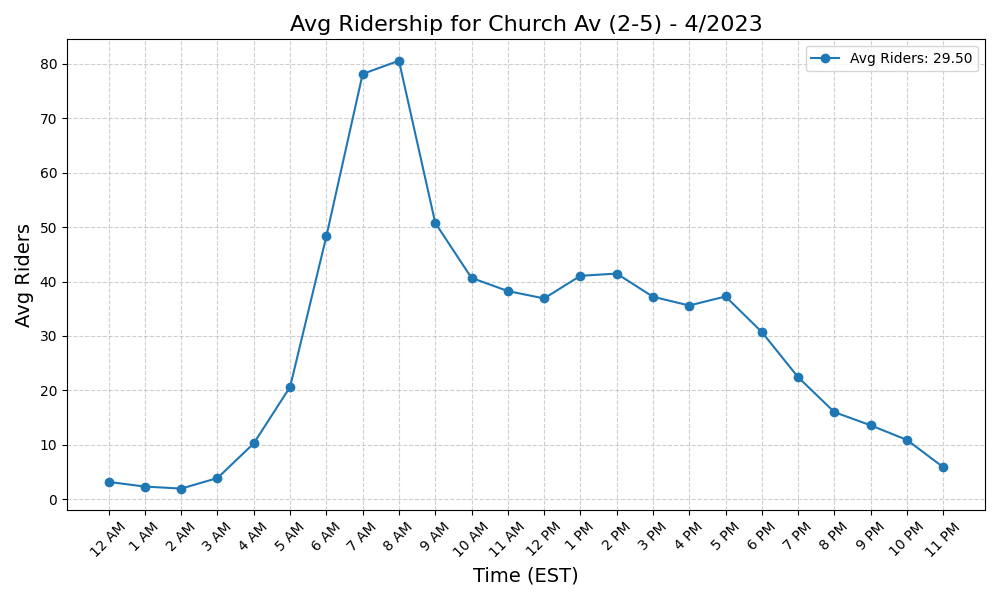 Avg Ridership for Church Av (2-5) - 4/2023
Avg Riders: 29.50
Avg Riders
80
70
60
50
40
30
20
10
0
12 AM
1 AM
2 AM
3 AM
4 AM
5 AM
6 AM
7 AM
8 AM
9 AM
10 AM
11 AM
12 PM
1 PM
2 PM
3 PM
4 PM
5 PM
6 PM
7 PM
8 PM
9 PM
10 PM
11 PM
Time (EST)